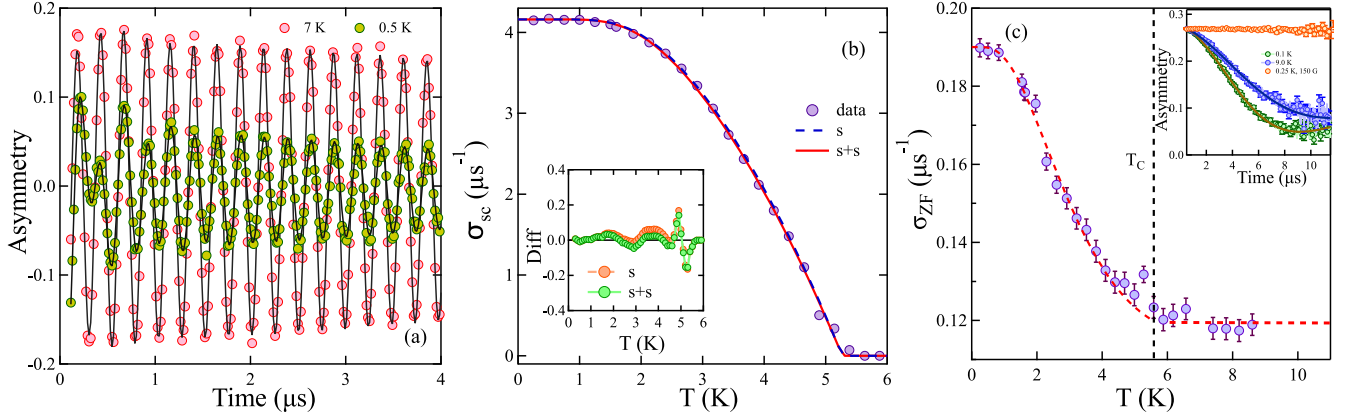 0.2
0.1
0.0
-0.1
-0.2
Asymmetry
7 K
0.5 K
(a)
0
1
2
3
4
Time (μs)
4
2
0
σsc (μs-1)
(b)
data
s
s+s
0.4
0.2
0.0
-0.2
-0.4
Diff
s
s+s
0 1 2 3 4 5 6
T (K)
0
1
2
3
4
5
6
T (K)
0.20
0.18
0.16
0.14
0.12
σZF (μs-1)
(c)
TC
0.3
0.2
0.1
0.0
Asymmetry
0.1 K
9.0 K
0.25 K, 150 G
2 4 6 8 10
Time (μs)
0
2
4
6
8
10
T (K)